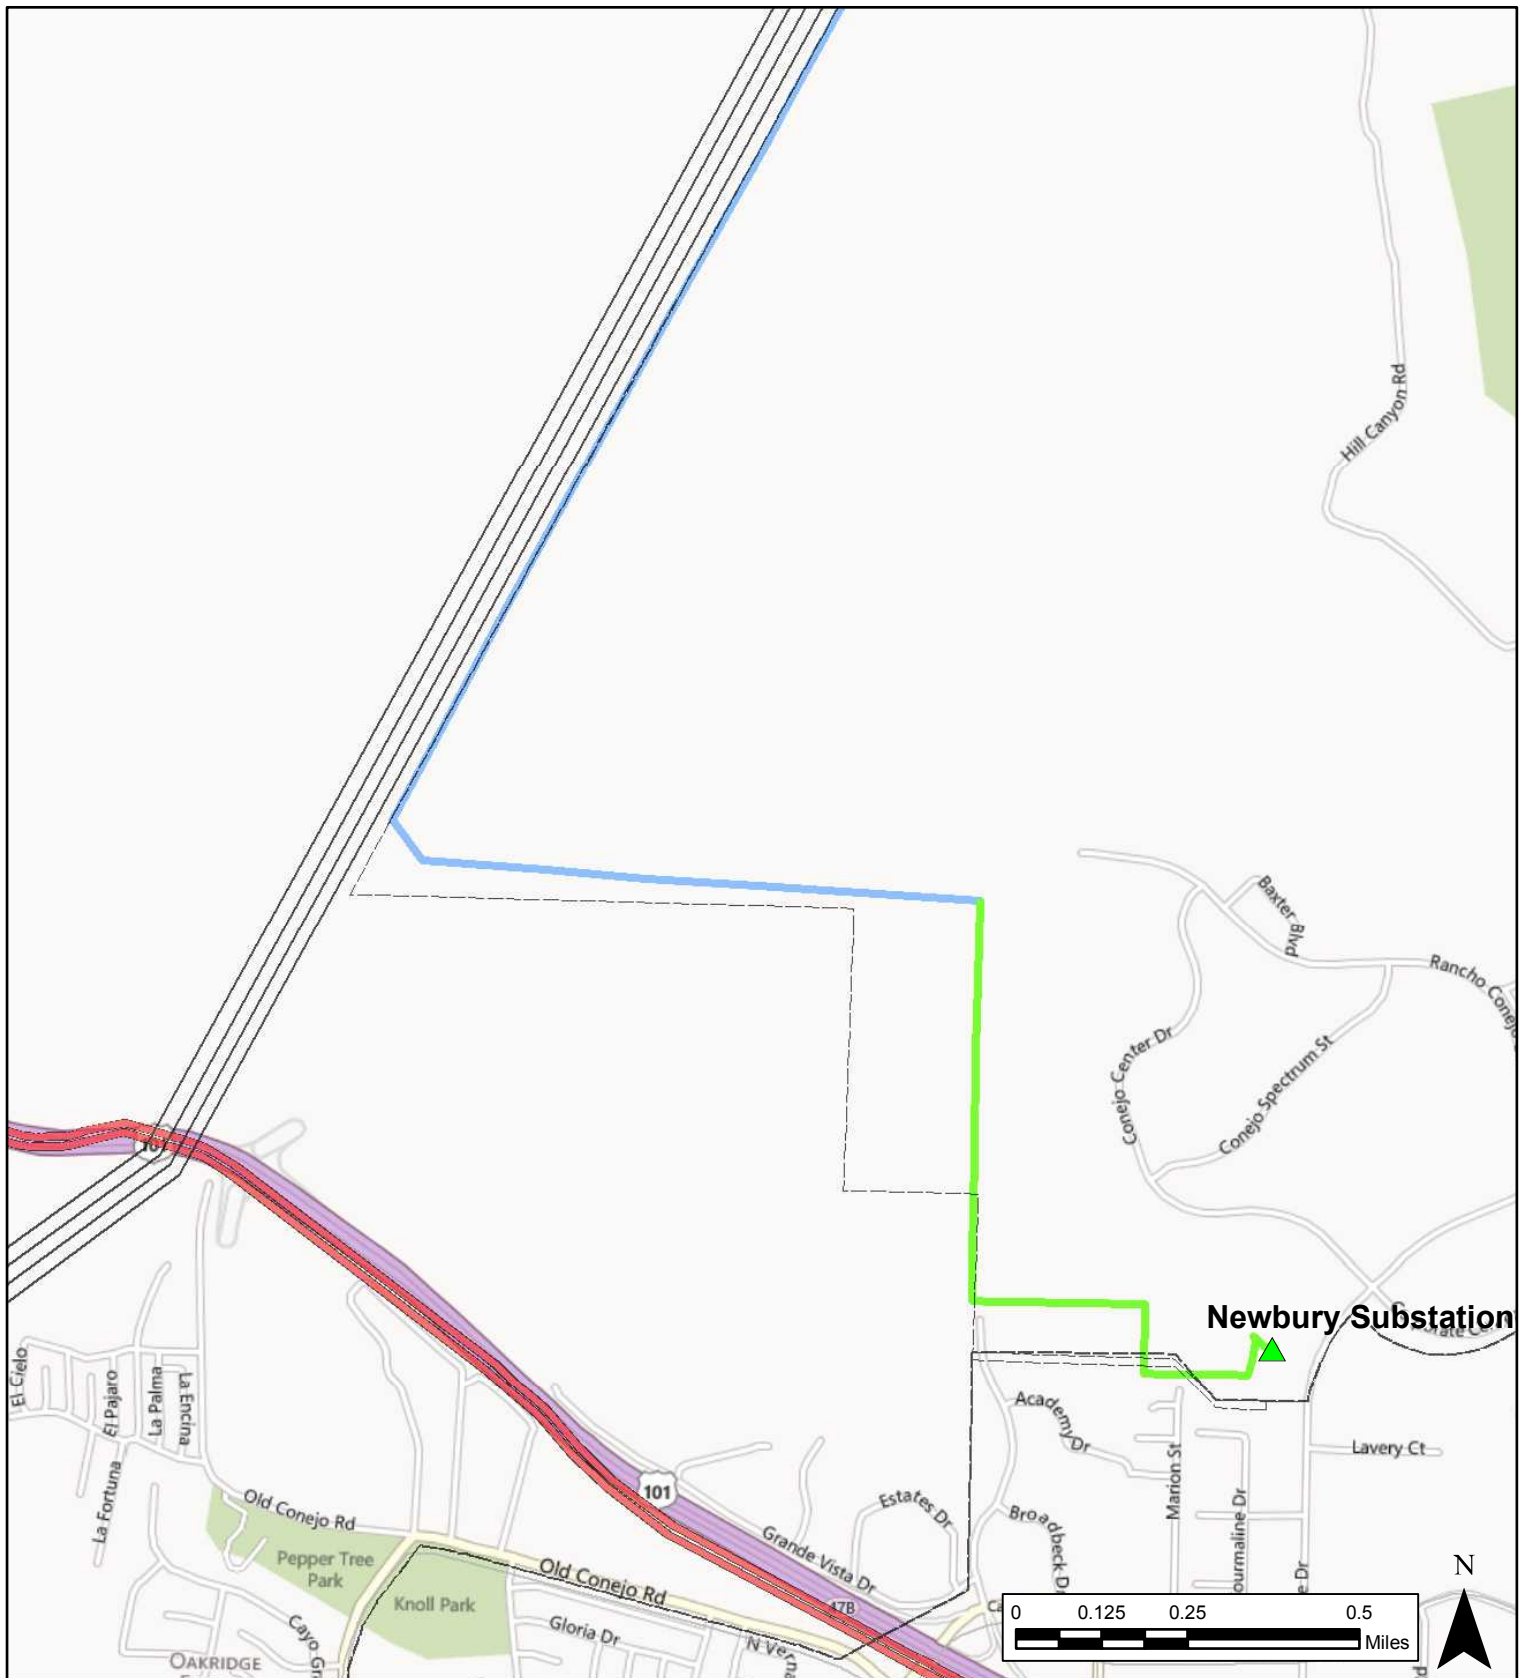 Hill Canyon Rd
Baxter Blvd
Rancho Conejo
Conejo Center Dr
Conejo Spectrum St
101
Newbury Substation
El Cielo
El Pajaro
La Palma
La Encina
La Fortuna
Academy Dr
Marion St
Lavery Ct
101
Old Conejo Rd
Estates Dr
Broadbeck Dr
Grande Vista Dr
Pepper Tree
Park
Old Conejo Rd
Knoll Park
47B
Gloria Dr
OAKRIDGE
N
0 0.125 0.25 0.5
Miles